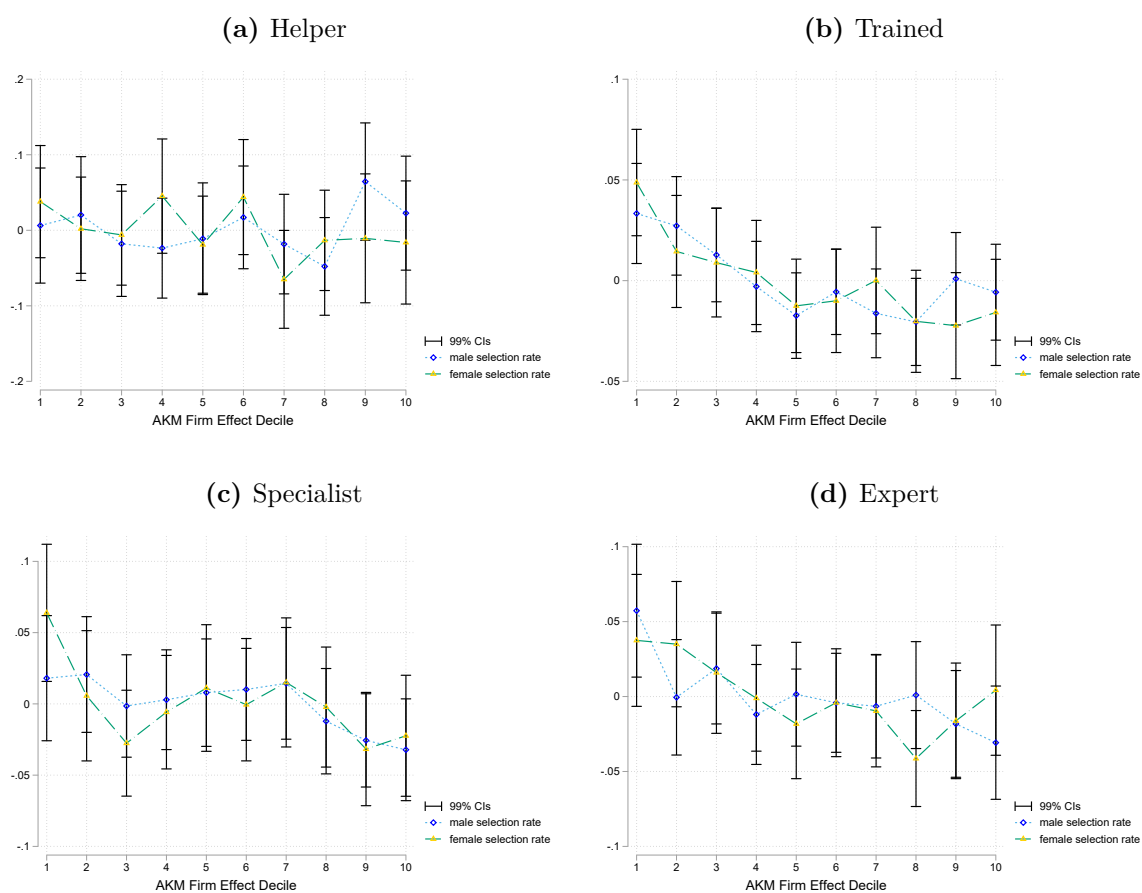 (a) Helper
.2
.1
0
-.1
-.2
1 2 3 4 5 6 7 8 9 10
AKM Firm Effect Decile
99% CIs
male selection rate
female selection rate
(b) Trained
.1
.05
0
-.05
1 2 3 4 5 6 7 8 9 10
AKM Firm Effect Decile
99% CIs
male selection rate
female selection rate
(c) Specialist
.1
.05
0
-.05
-.1
1 2 3 4 5 6 7 8 9 10
AKM Firm Effect Decile
99% CIs
male selection rate
female selection rate
(d) Expert
.1
.05
0
-.05
-.1
1 2 3 4 5 6 7 8 9 10
AKM Firm Effect Decile
99% CIs
male selection rate
female selection rate